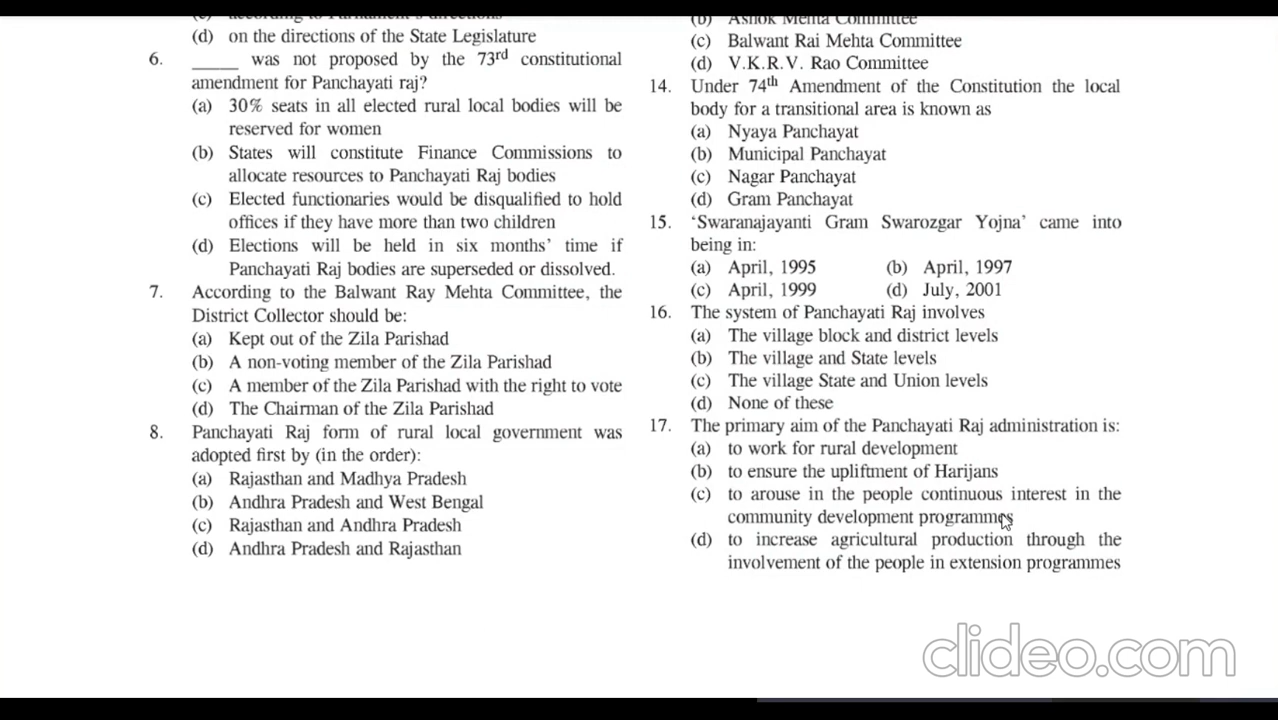 (c) according to Parliament's directions
(d) on the directions of the State Legislature
6. _____ was not proposed by the 73rd constitutional
amendment for Panchayati raj?
(a) 30% seats in all elected rural local bodies will be
reserved for women
(b) States will constitute Finance Commissions to
allocate resources to Panchayati Raj bodies
(c) Elected functionaries would be disqualified to hold
offices if they have more than two children
(d) Elections will be held in six months' time if
Panchayati Raj bodies are superseded or dissolved.
7. According to the Balwant Ray Mehta Committee, the
District Collector should be:
(a) Kept out of the Zila Parishad
(b) A non-voting member of the Zila Parishad
(c) A member of the Zila Parishad with the right to vote
(d) The Chairman of the Zila Parishad
8. Panchayati Raj form of rural local government was
adopted first by (in the order):
(a) Rajasthan and Madhya Pradesh
(b) Andhra Pradesh and West Bengal
(c) Rajasthan and Andhra Pradesh
(d) Andhra Pradesh and Rajasthan
(b) Ashok Mehta Committee
(c) Balwant Rai Mehta Committee
(d) V.K.R.V. Rao Committee
14. Under 74th Amendment of the Constitution the local
body for a transitional area is known as
(a) Nyaya Panchayat
(b) Municipal Panchayat
(c) Nagar Panchayat
(d) Gram Panchayat
15. 'Swaranajayanti Gram Swarozgar Yojna' came into
being in:
(a) April, 1995 (b) April, 1997
(c) April, 1999 (d) July, 2001
16. The system of Panchayati Raj involves
(a) The village block and district levels
(b) The village and State levels
(c) The village State and Union levels
(d) None of these
17. The primary aim of the Panchayati Raj administration is:
(a) to work for rural development
(b) to ensure the upliftment of Harijans
(c) to arouse in the people continuous interest in the
community development programmes
(d) to increase agricultural production through the
involvement of the people in extension programmes
clideo.com